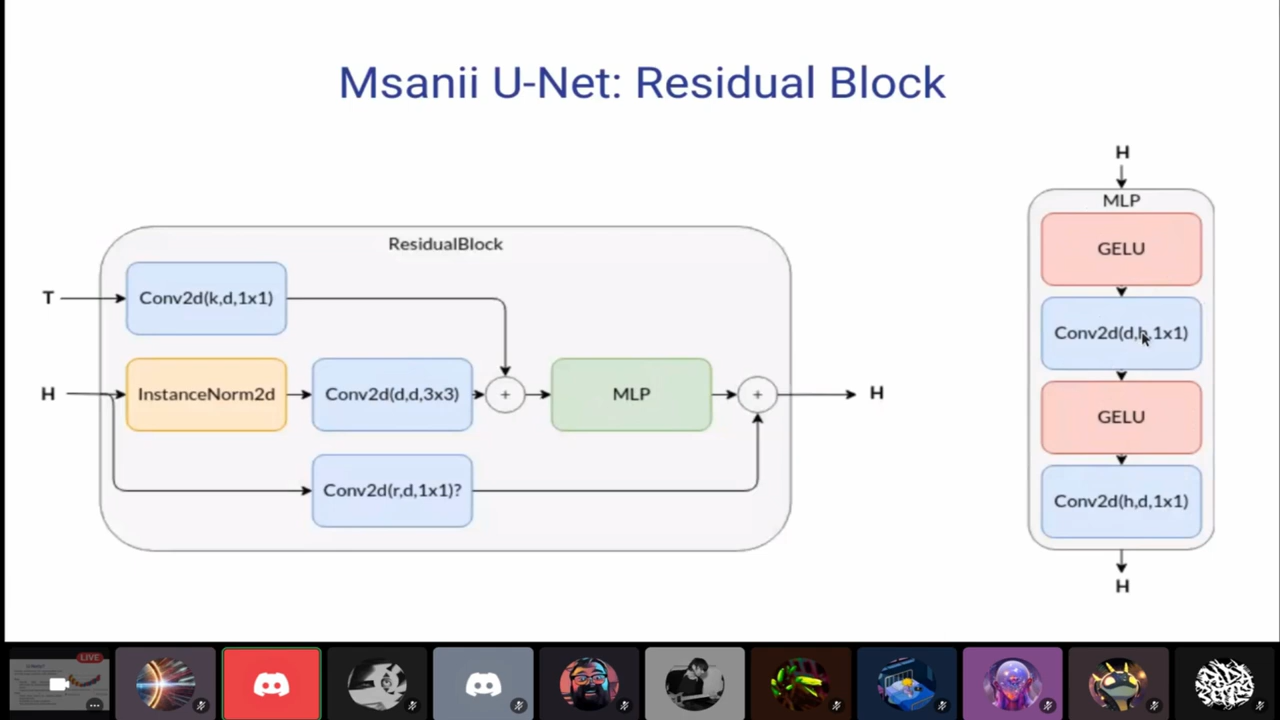 Msanii U-Net: Residual Block
ResidualBlock
T
Conv2d(k,d,1x1)
H
InstanceNorm2d
Conv2d(d,d,3x3)
+
MLP
+
H
Conv2d(r,d,1x1)?
H
MLP
GELU
Conv2d(d,h,1x1)
GELU
Conv2d(h,d,1x1)
H
LIVE